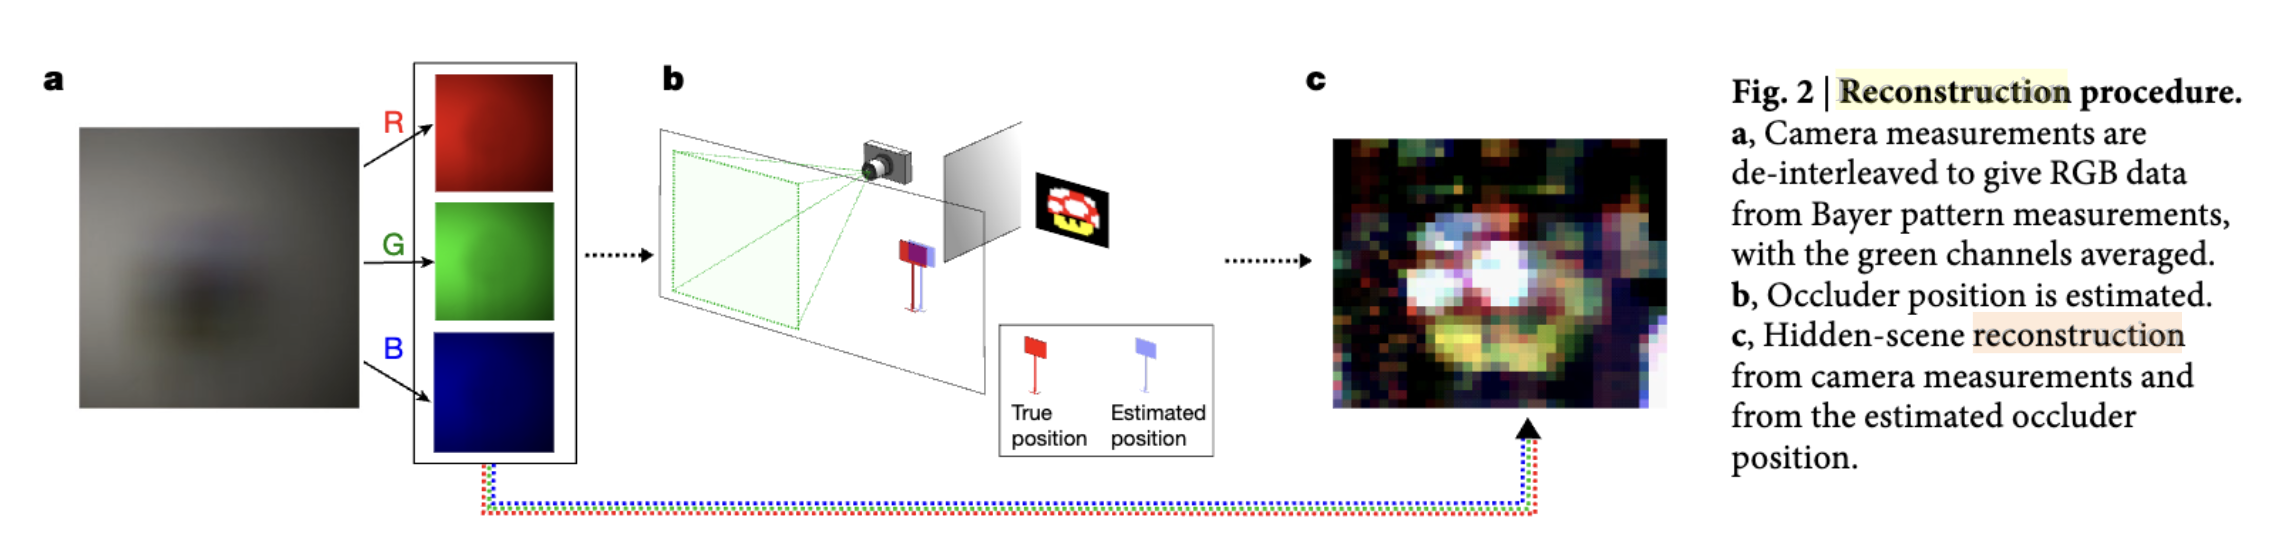 a
R
G
B
b
True
position
Estimated
position
c
Fig. 2 | Reconstruction procedure.
a, Camera measurements are
de-interleaved to give RGB data
from Bayer pattern measurements,
with the green channels averaged.
b, Occluder position is estimated.
c, Hidden-scene reconstruction
from camera measurements and
from the estimated occluder
position.